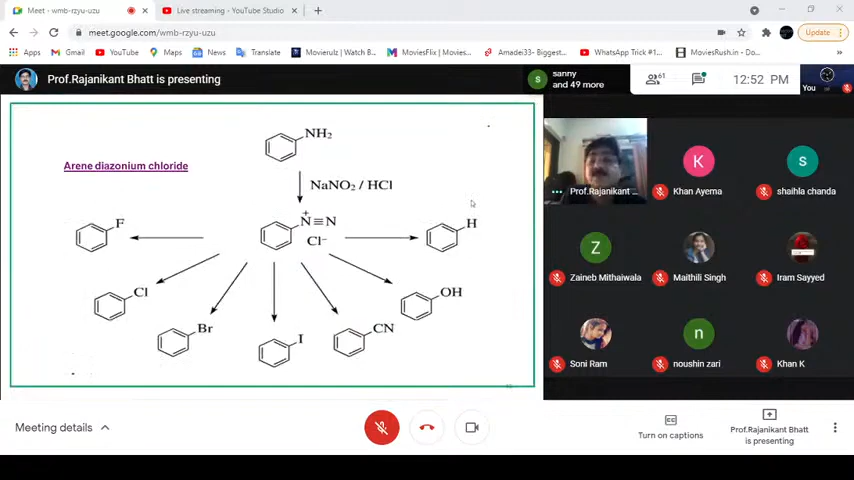 Meet - wmb-rzyu-uzu
Live streaming - YouTube Studio
meet.google.com/wmb-rzyu-uzu
Update
Apps
Gmail
YouTube
Maps
News
Translate
Movierulz | Watch B...
MoviesFlix | Movies...
Amadei33- Biggest...
WhatsApp Trick #1...
MoviesRush.in - Dow...
Prof.Rajanikant Bhatt is presenting
s
sanny
and 49 more
61
12:52 PM
You
Arene diazonium chloride
NH2
NaNO2 / HCl
+
N≡N
Cl−
F
H
Cl
OH
Br
I
CN
Prof.Rajanikant ...
K
Khan Ayema
s
shaihla chanda
Z
Zaineb Mithaiwala
Maithili Singh
Iram Sayyed
Soni Ram
n
noushin zari
Khan K
Meeting details
Turn on captions
Prof.Rajanikant Bhatt
is presenting